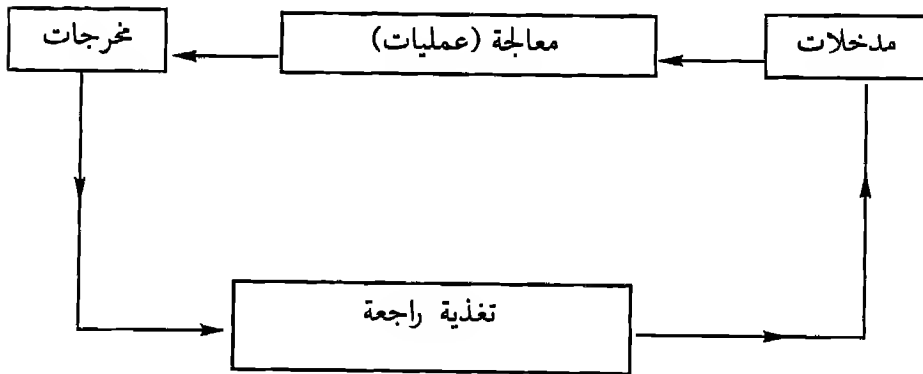 مدخلات
معالجة (عمليات)
مخرجات
تغذية راجعة